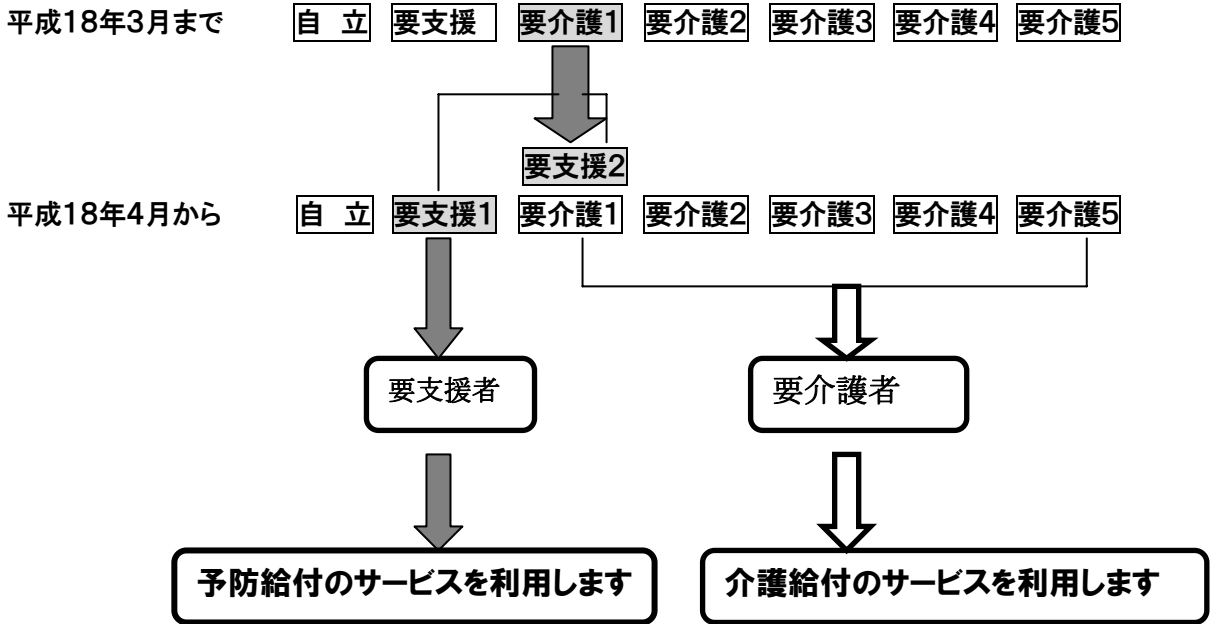 平成18年3月まで 自 立 要支援 要介護1 要介護2 要介護3 要介護4 要介護5
要支援2
平成18年4月から 自 立 要支援1 要介護1 要介護2 要介護3 要介護4 要介護5
要支援者 要介護者
予防給付のサービスを利用します 介護給付のサービスを利用します